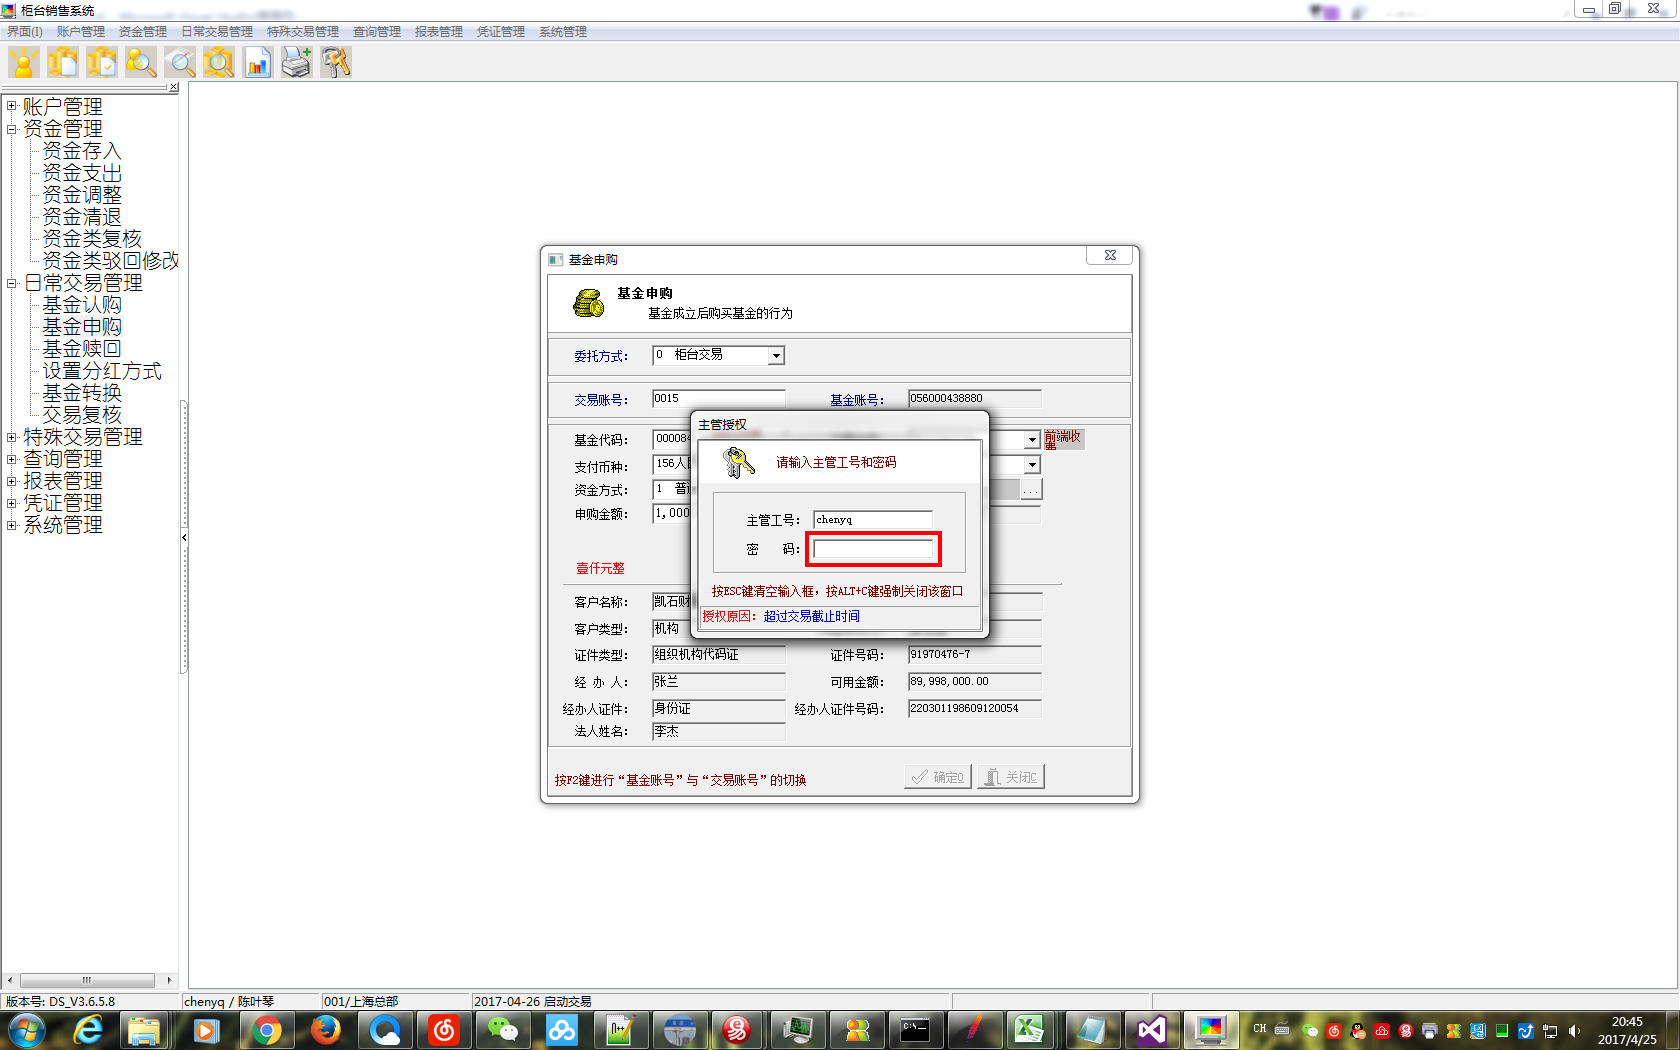 柜台销售系统
界面(I) 账户管理 资金管理 日常交易管理 特殊交易管理 查询管理 报表管理 凭证管理 系统管理
账户管理
资金管理
资金存入
资金支出
资金调整
资金清退
资金类复核
资金类驳回修改
日常交易管理
基金认购
基金申购
基金赎回
设置分红方式
基金转换
交易复核
特殊交易管理
查询管理
报表管理
凭证管理
系统管理
基金申购
基金申购
基金成立后购买基金的行为
委托方式: 0 柜台交易
交易账号: 0015 基金账号: 056000438880
基金代码: 00008 前端收费
支付币种: 156人
资金方式: 1 普
申购金额: 1,000
壹仟元整
客户名称: 凯石财
客户类型: 机构
证件类型: 组织机构代码证 证件号码: 91970476-7
经 办 人: 张兰 可用金额: 89,998,000.00
经办人证件: 身份证 经办人证件号码: 220301198609120054
法人姓名: 李杰
按F2键进行“基金账号”与“交易账号”的切换 确定O 关闭C
主管授权
请输入主管工号和密码
主管工号: chenyq
密 码:
按ESC键清空输入框，按ALT+C键强制关闭该窗口
授权原因: 超过交易截止时间
版本号: DS_V3.6.5.8 chenyq / 陈叶琴 001/上海总部 2017-04-26 启动交易
CH 20:45
2017/4/25